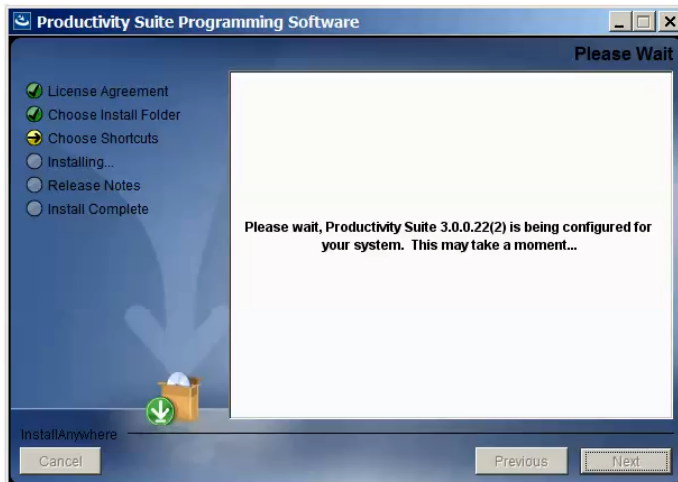 Productivity Suite Programming Software
Please Wait
License Agreement
Choose Install Folder
Choose Shortcuts
Installing...
Release Notes
Install Complete
Please wait, Productivity Suite 3.0.0.22(2) is being configured for
your system. This may take a moment...
InstallAnywhere
Cancel
Previous
Next